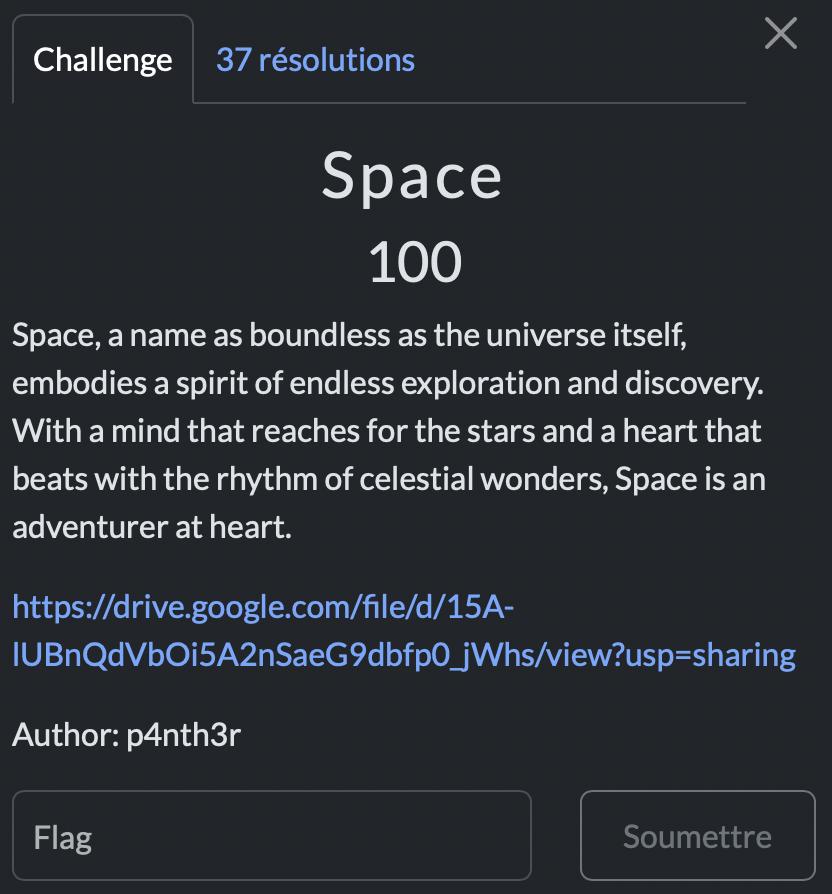 Challenge
37 résolutions
Space
100
Space, a name as boundless as the universe itself,
embodies a spirit of endless exploration and discovery.
With a mind that reaches for the stars and a heart that
beats with the rhythm of celestial wonders, Space is an
adventurer at heart.
https://drive.google.com/file/d/15A-
lUBnQdVbOi5A2nSaeG9dbfp0_jWhs/view?usp=sharing
Author: p4nth3r
Flag
Soumettre